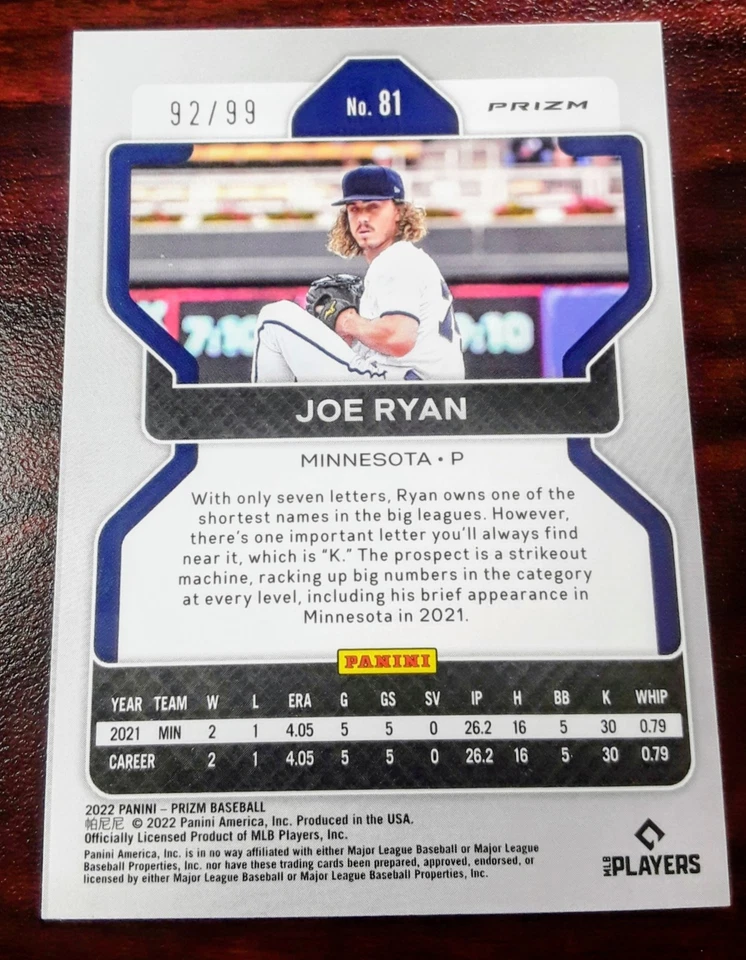 92/99
No. 81
PRIZM
7:10
9:10
JOE RYAN
MINNESOTA • P
With only seven letters, Ryan owns one of the
shortest names in the big leagues. However,
there's one important letter you'll always find
near it, which is "K." The prospect is a strikeout
machine, racking up big numbers in the category
at every level, including his brief appearance in
Minnesota in 2021.
PANINI
YEAR TEAM W L ERA G GS SV IP H BB K WHIP
2021 MIN 2 1 4.05 5 5 0 26.2 16 5 30 0.79
CAREER 2 1 4.05 5 5 0 26.2 16 5 30 0.79
2022 PANINI – PRIZM BASEBALL
帕尼尼 © 2022 Panini America, Inc. Produced in the USA.
Officially Licensed Product of MLB Players, Inc.
Panini America, Inc. is in no way affiliated with either Major League Baseball or Major League
Baseball Properties, Inc. nor have these trading cards been prepared, approved, endorsed, or
licensed by either Major League Baseball or Major League Baseball Properties, Inc.
MLB PLAYERS